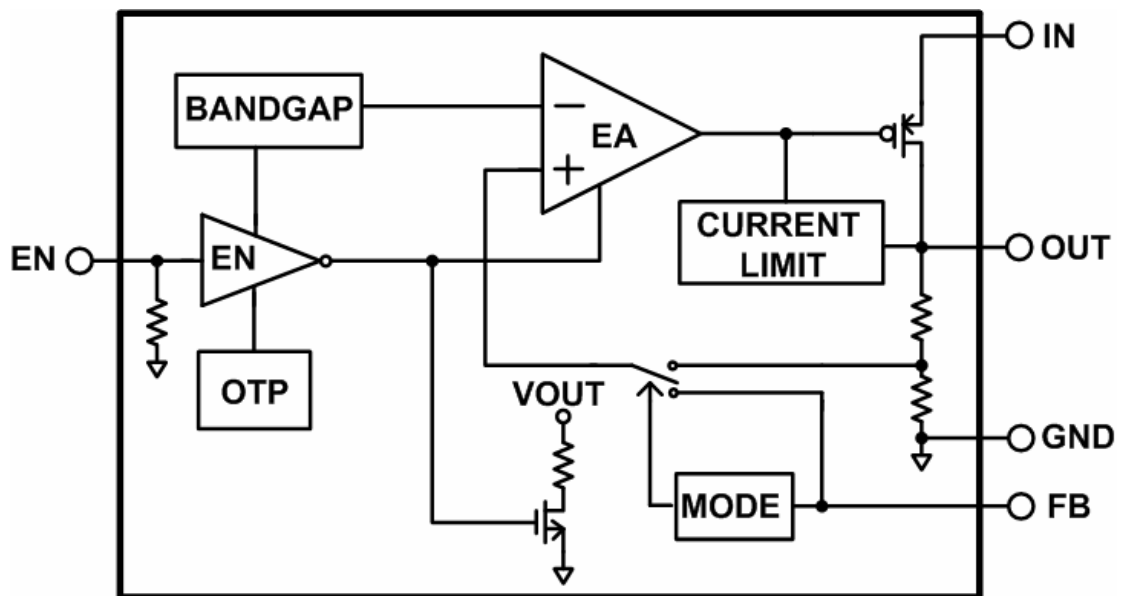 IN
BANDGAP
−
EA
+
CURRENT
LIMIT
OUT
EN
EN
OTP
VOUT
GND
MODE
FB